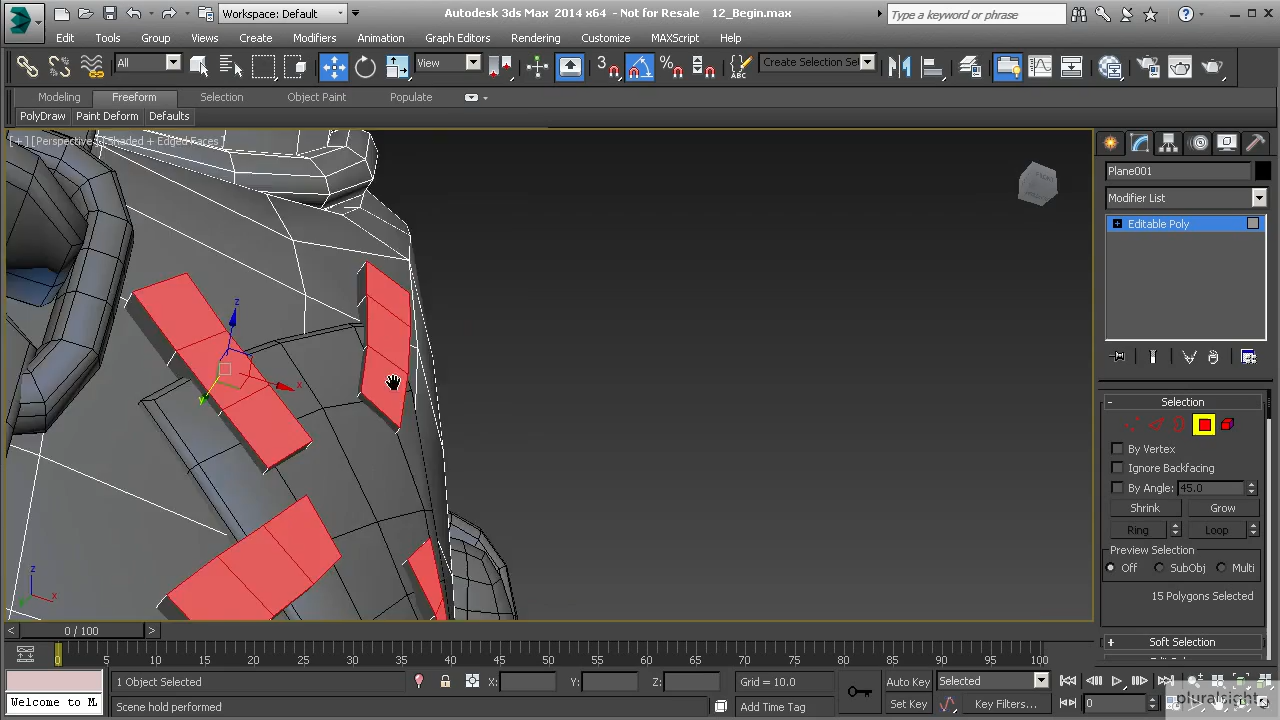 Workspace: Default
Autodesk 3ds Max 2014 x64 - Not for Resale 12_Begin.max
Type a keyword or phrase
Edit Tools Group Views Create Modifiers Animation Graph Editors Rendering Customize MAXScript Help
All View 3 % Create Selection Se
Modeling Freeform Selection Object Paint Populate
PolyDraw Paint Deform Defaults
Plane001
Modifier List
Editable Poly
z
x
y
Selection
By Vertex
Ignore Backfacing
By Angle: 45.0
Shrink Grow
Ring Loop
Preview Selection
Off SubObj Multi
15 Polygons Selected
Soft Selection
z
x
0 / 100
0 5 10 15 20 25 30 35 40 45 50 55 60 65 70 75 80 85 90 95 100
1 Object Selected X: Y: Z: Grid = 10.0 Auto Key Selected
Welcome to M Scene hold performed Add Time Tag Set Key Key Filters... 0
pluralsight